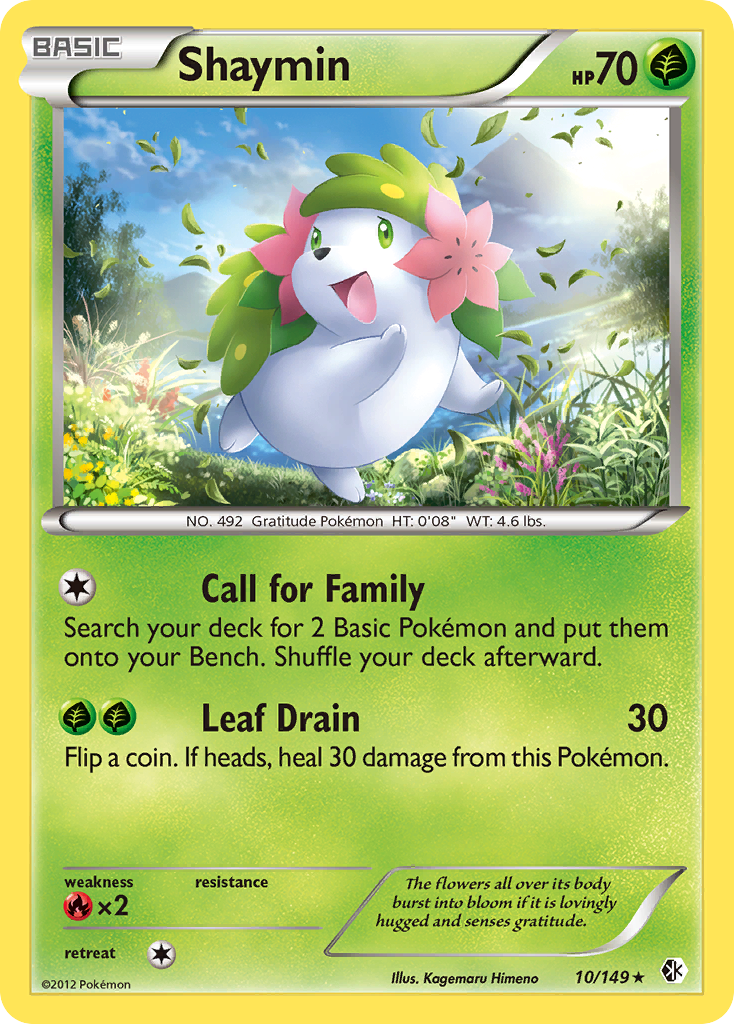 BASIC
Shaymin
HP70
NO. 492 Gratitude Pokémon HT: 0'08" WT: 4.6 lbs.
Call for Family
Search your deck for 2 Basic Pokémon and put them
onto your Bench. Shuffle your deck afterward.
Leaf Drain 30
Flip a coin. If heads, heal 30 damage from this Pokémon.
weakness resistance
×2
retreat
The flowers all over its body
burst into bloom if it is lovingly
hugged and senses gratitude.
©2012 Pokémon
Illus. Kagemaru Himeno
10/149★